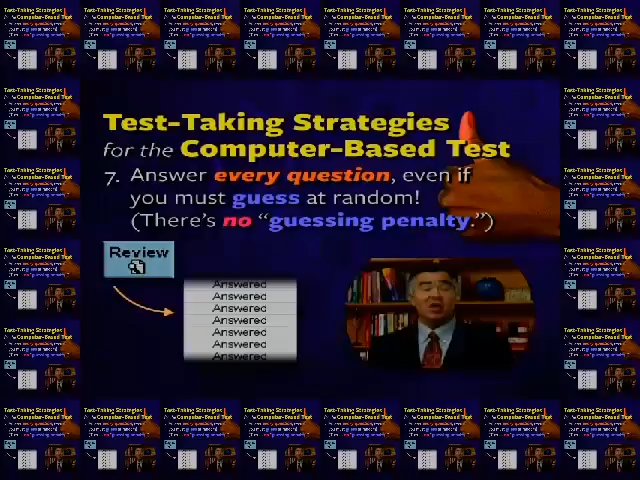 Test-Taking Strategies
for the Computer-Based Test
7. Answer every question, even if
you must guess at random!
(There's no "guessing penalty.")
Review
Answered
Answered
Answered
Answered
Answered
Answered
Answered